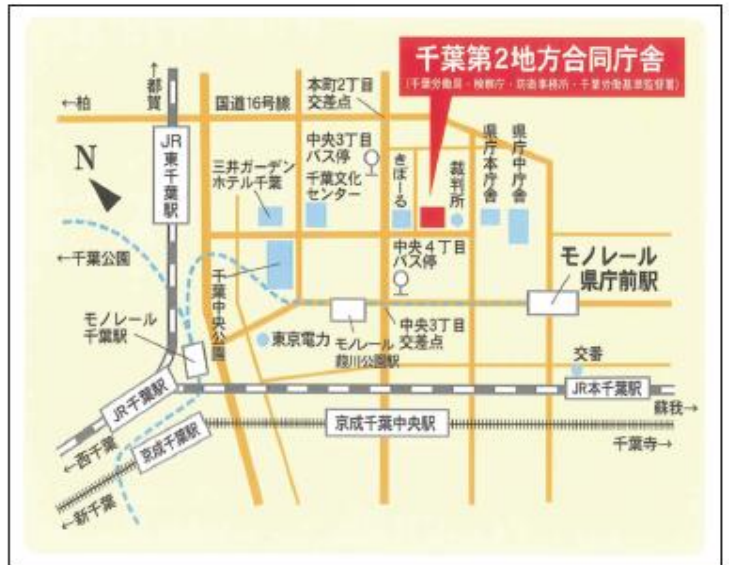 千葉第2地方合同庁舎
(千葉労働局・検察庁・防衛事務所・千葉労働基準監督署)
←都賀
←柏
国道16号線
本町2丁目
交差点
JR東千葉駅
N
三井ガーデン
ホテル千葉
中央3丁目
バス停
千葉文化
センター
きぼーる
裁判所
県庁本庁舎
県庁中庁舎
←千葉公園
千葉中央公園
中央4丁目
バス停
モノレール
県庁前駅
モノレール
千葉駅
東京電力
モノレール
葭川公園駅
中央3丁目
交差点
交番
JR千葉駅
JR本千葉駅
蘇我→
←西千葉
京成千葉駅
京成千葉中央駅
千葉寺→
←新千葉